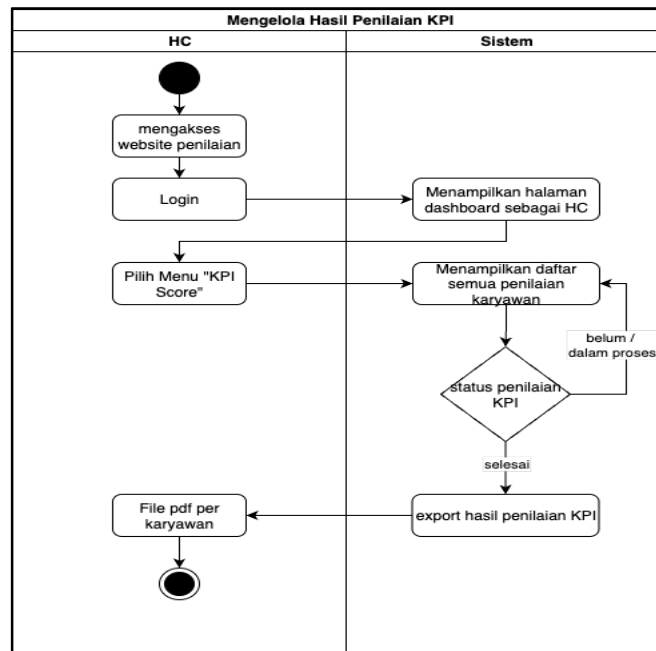 Mengelola Hasil Penilaian KPI
HC
Sistem
mengakses
website penilaian
Login
Menampilkan halaman
dashboard sebagai HC
Pilih Menu "KPI
Score"
Menampilkan daftar
semua penilaian
karyawan
belum /
dalam proses
status penilaian
KPI
selesai
File pdf per
karyawan
export hasil penilaian KPI